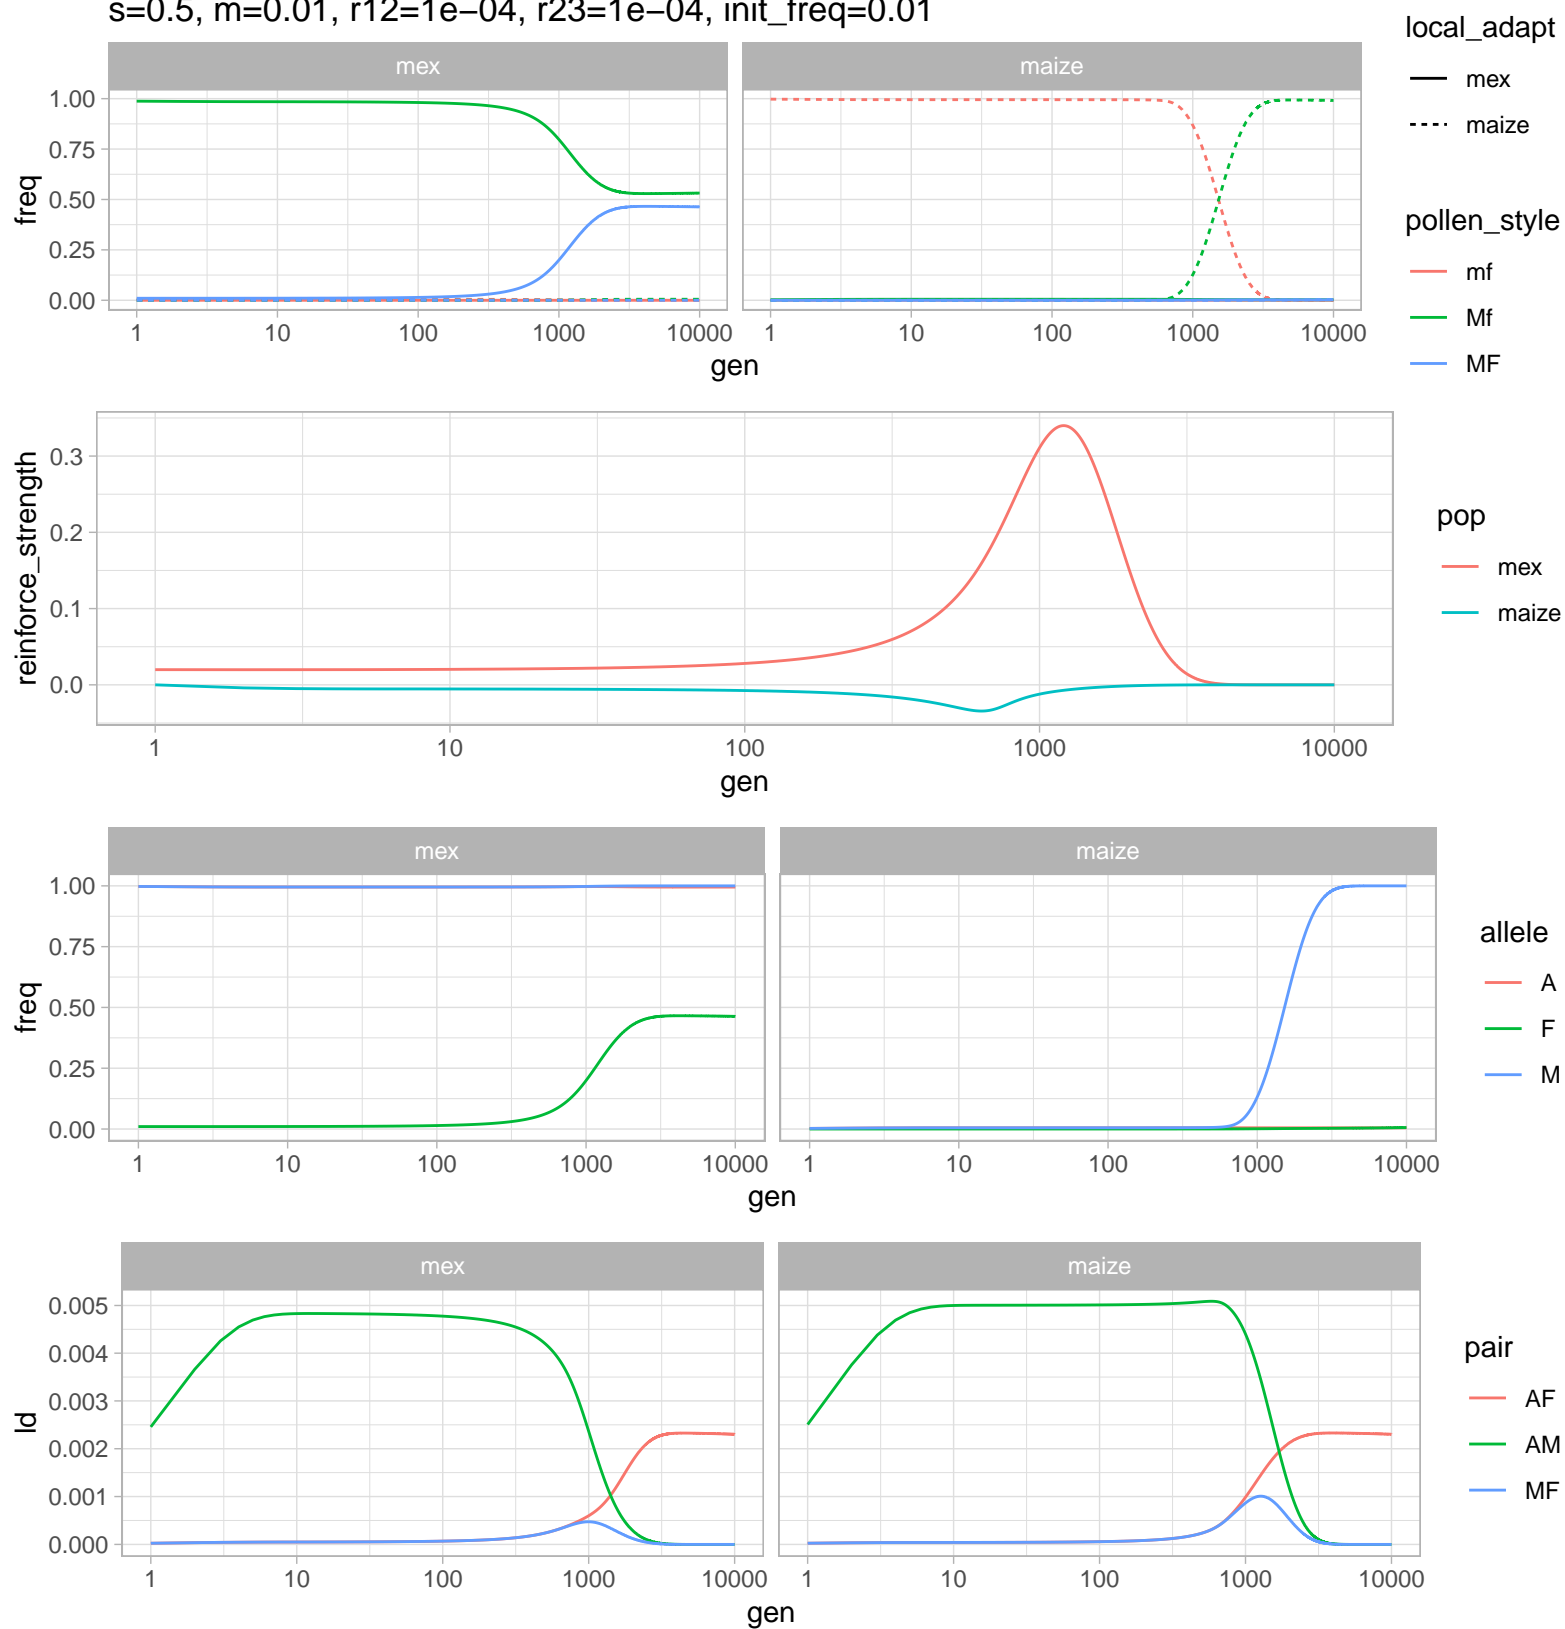 s=0.5, m=0.01, r12=1e−04, r23=1e−04, init_freq=0.01
mex
maize
freq
1.00
0.75
0.50
0.25
0.00
1
10
100
1000
10000
1
10
100
1000
10000
gen
local_adapt
mex
maize
pollen_style
mf
Mf
MF
reinforce_strength
0.3
0.2
0.1
0.0
1
10
100
1000
10000
gen
pop
mex
maize
mex
maize
freq
1.00
0.75
0.50
0.25
0.00
1
10
100
1000
10000
1
10
100
1000
10000
gen
allele
A
F
M
mex
maize
ld
0.005
0.004
0.003
0.002
0.001
0.000
1
10
100
1000
10000
1
10
100
1000
10000
gen
pair
AF
AM
MF